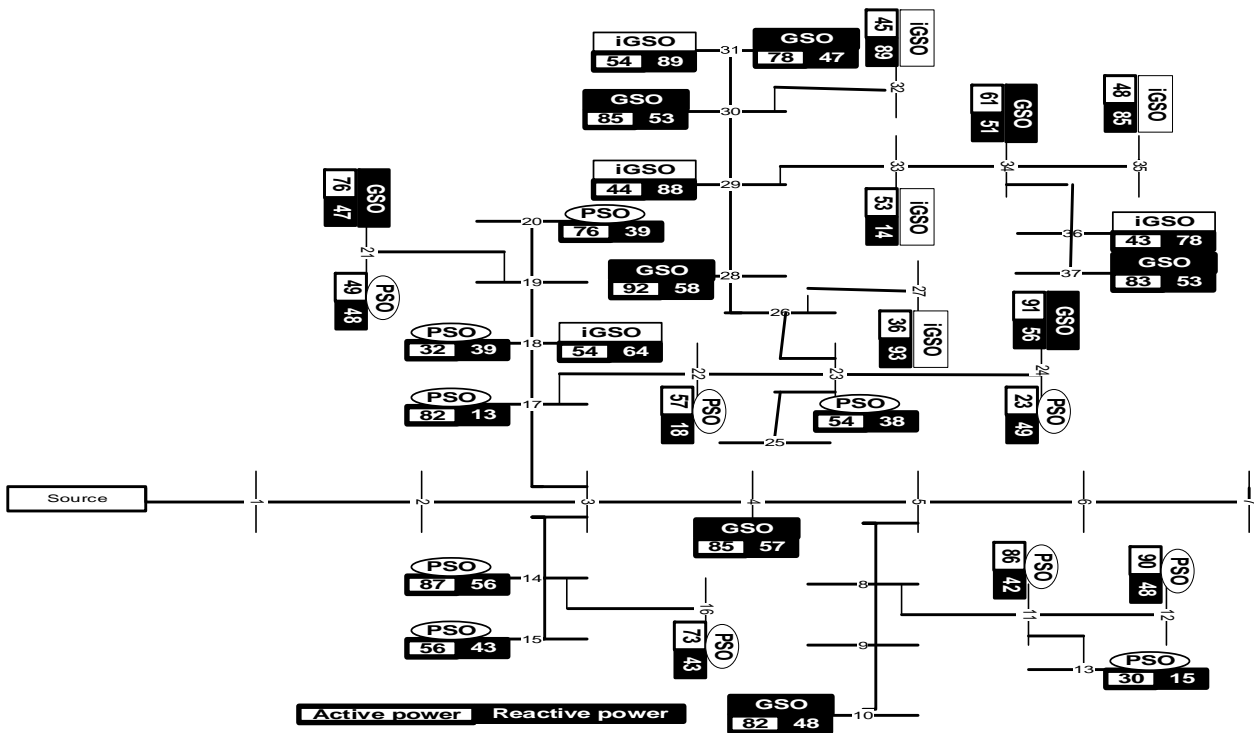 iGSO
54 89
31
GSO
78 47
iGSO
45 89
32
GSO
85 53
30
GSO
61 51
iGSO
48 85
iGSO
44 88
29
33
34
35
GSO
76 47
20
PSO
76 39
iGSO
53 14
36
iGSO
43 78
21
19
GSO
92 58
28
27
37
GSO
83 53
PSO
49 48
26
iGSO
36 93
GSO
91 56
PSO
32 39
18
iGSO
54 64
22
23
24
PSO
82 13
17
PSO
57 18
PSO
54 38
PSO
23 49
25
Source
1
2
3
4
5
6
7
GSO
85 57
PSO
87 56
14
8
PSO
86 42
PSO
90 48
16
11
12
PSO
56 43
15
PSO
73 43
9
13
PSO
30 15
GSO
82 48
10
Active power Reactive power